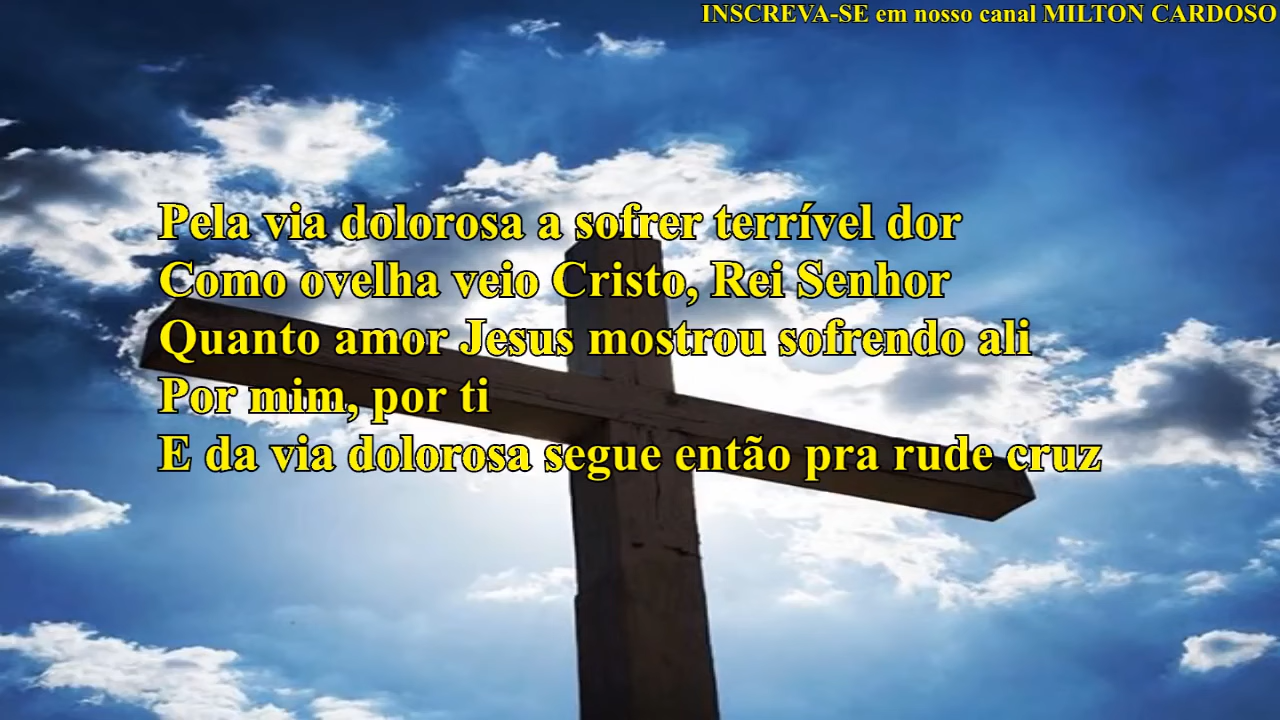 INSCREVA-SE em nosso canal MILTON CARDOSO
Pela via dolorosa a sofrer terrível dor
Como ovelha veio Cristo, Rei Senhor
Quanto amor Jesus mostrou sofrendo ali
Por mim, por ti
E da via dolorosa segue então pra rude cruz